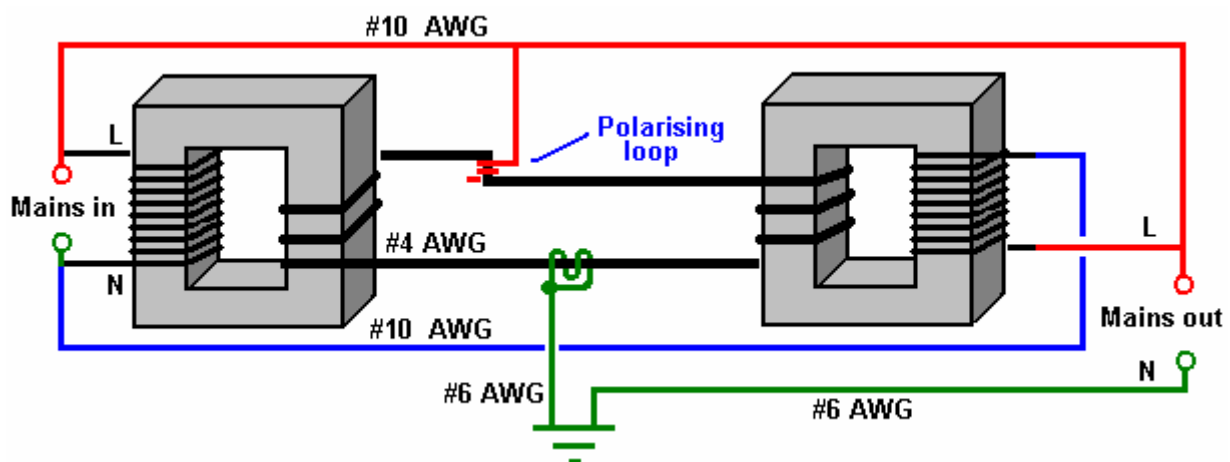 #10 AWG
L
Polarising
loop
Mains in
#4 AWG
L
N
Mains out
#10 AWG
N
#6 AWG
#6 AWG